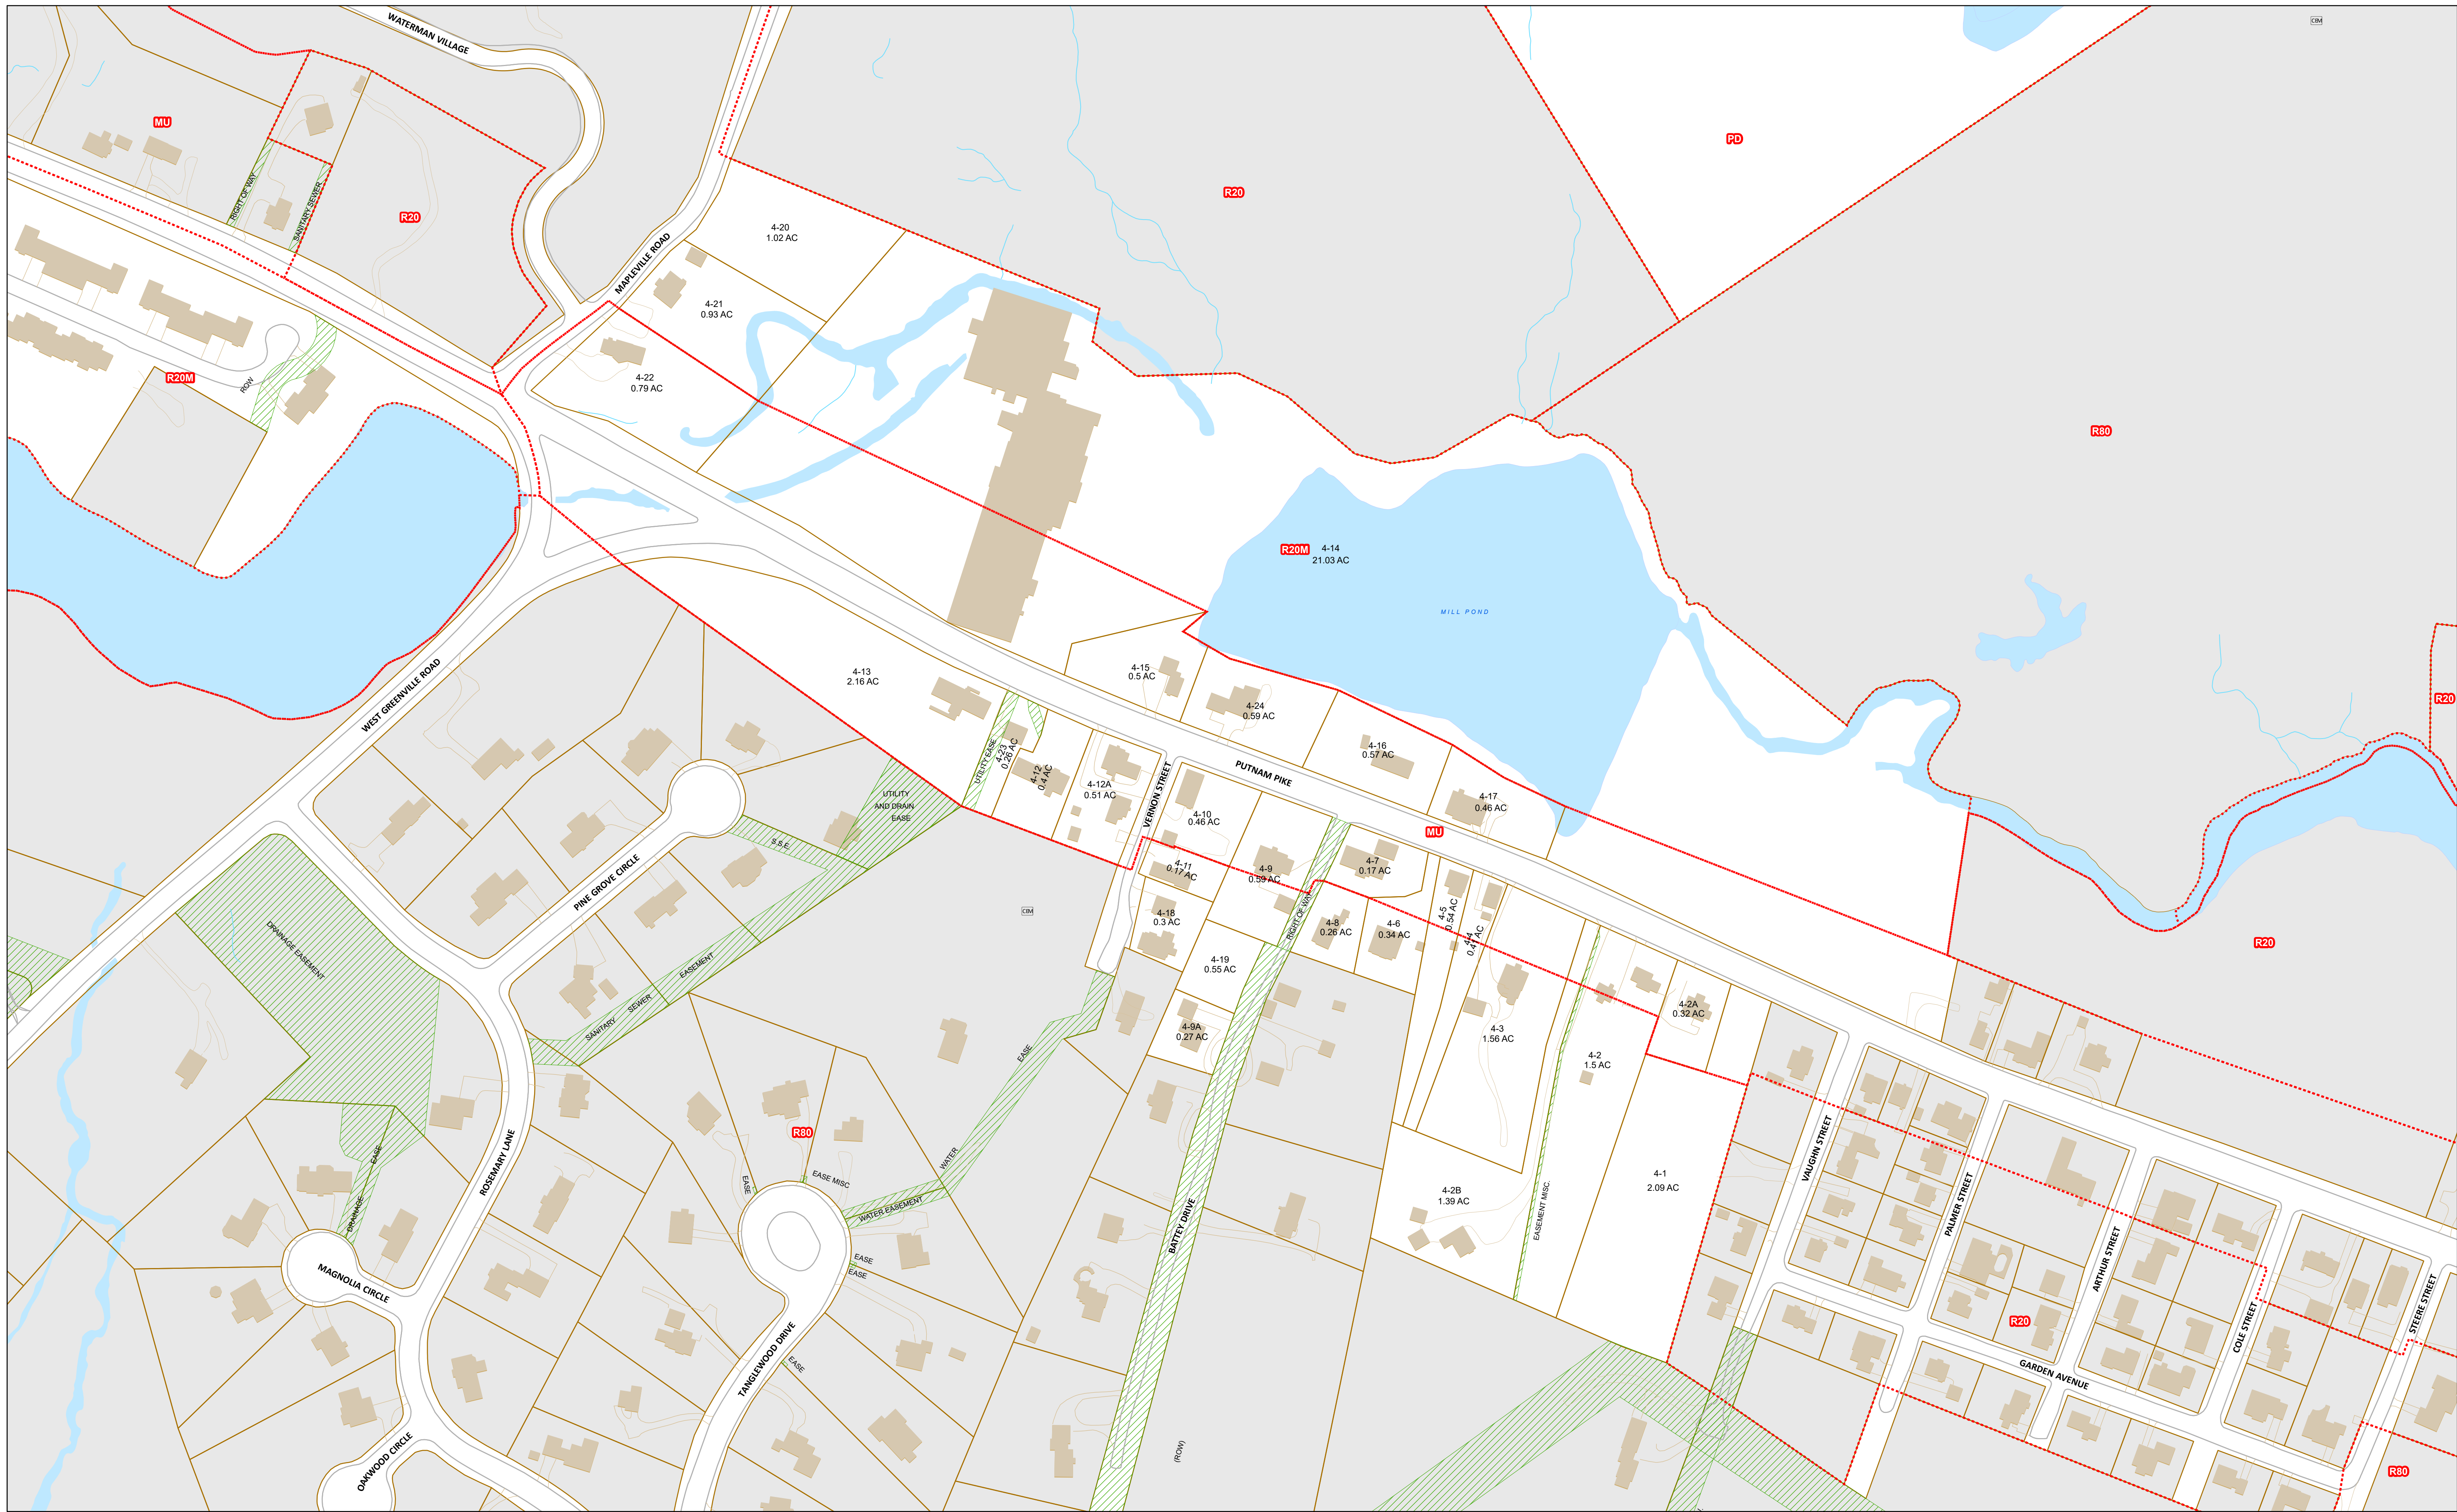 WATERMAN VILLAGE
CEM
MU
PD
RIGHT OF WAY
SANITARY SEWER
R20
R20
4-20
1.02 AC
MAPLEVILLE ROAD
4-21
0.93 AC
R20M
ROW
4-22
0.79 AC
R80
R20M
4-14
21.03 AC
MILL POND
WEST GREENVILLE ROAD
4-13
2.16 AC
4-15
0.5 AC
4-24
0.59 AC
R20
UTILITY EASE
4-23
0.26 AC
4-12
0.4 AC
4-12A
0.51 AC
VERNON STREET
PUTNAM PIKE
4-16
0.57 AC
4-17
0.46 AC
UTILITY
AND DRAIN
EASE
4-10
0.46 AC
MU
S.S.E.
PINE GROVE CIRCLE
4-11
0.17 AC
4-9
0.59 AC
4-7
0.17 AC
CEM
4-18
0.3 AC
RIGHT OF WAY
4-8
0.26 AC
4-6
0.34 AC
4-5
0.54 AC
4-4
0.41 AC
R20
DRAINAGE EASEMENT
EASEMENT
SEWER
SANITARY
4-19
0.55 AC
4-9A
0.27 AC
4-3
1.56 AC
4-2A
0.32 AC
4-2
1.5 AC
EASE
WATER
R80
ROSEMARY LANE
EASE
DRAINAGE
EASE
EASE MISC
WATER EASEMENT
BATTEY DRIVE
4-2B
1.39 AC
EASEMENT MISC.
4-1
2.09 AC
VAUGHN STREET
PALMER STREET
ARTHUR STREET
COLE STREET
STEERE STREET
EASE
EASE
MAGNOLIA CIRCLE
TANGLEWOOD DRIVE
EASE
R20
GARDEN AVENUE
OAKWOOD CIRCLE
(ROW)
R80